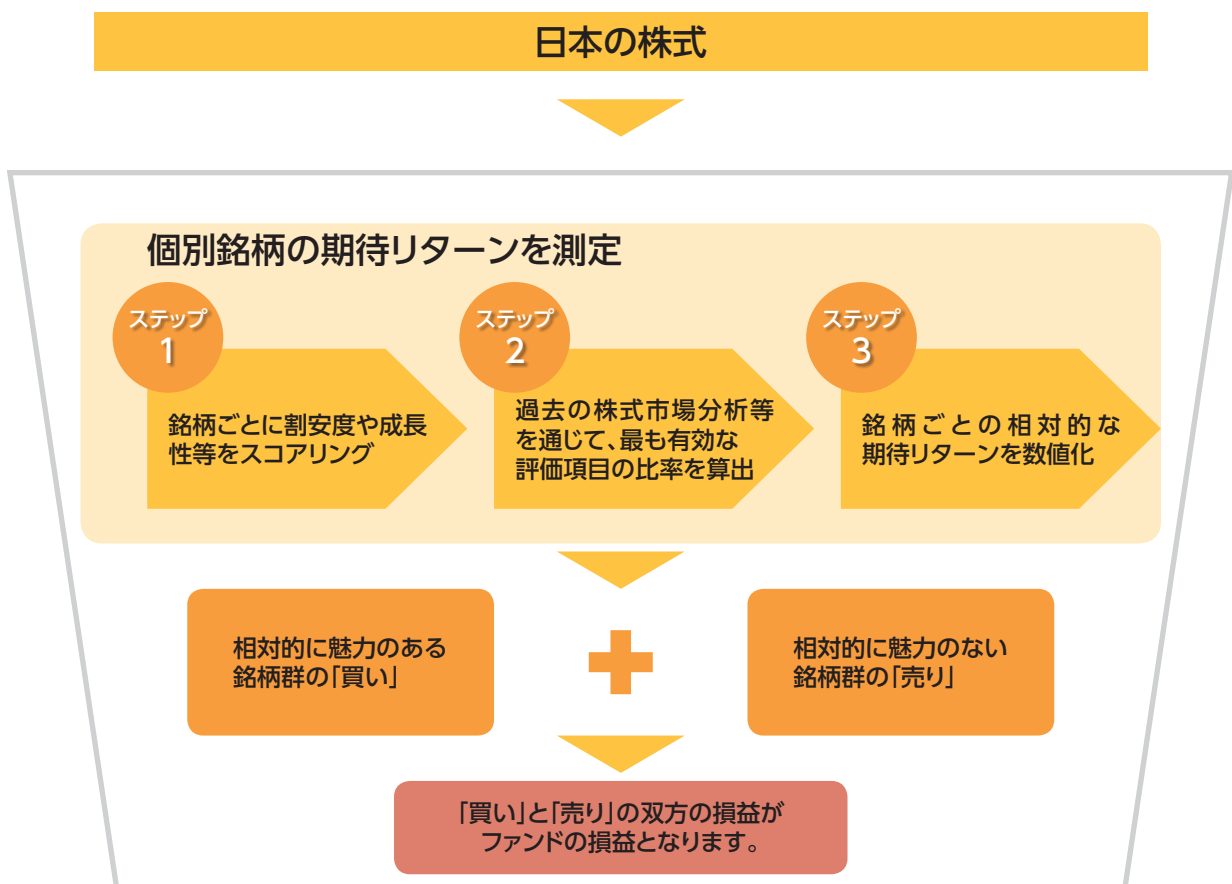 日本の株式
個別銘柄の期待リターンを測定
ステップ
1
銘柄ごとに割安度や成長
性等をスコアリング
ステップ
2
過去の株式市場分析等
を通じて、最も有効な
評価項目の比率を算出
ステップ
3
銘柄ごとの相対的な
期待リターンを数値化
相対的に魅力のある
銘柄群の「買い」
相対的に魅力のない
銘柄群の「売り」
「買い」と「売り」の双方の損益が
ファンドの損益となります。